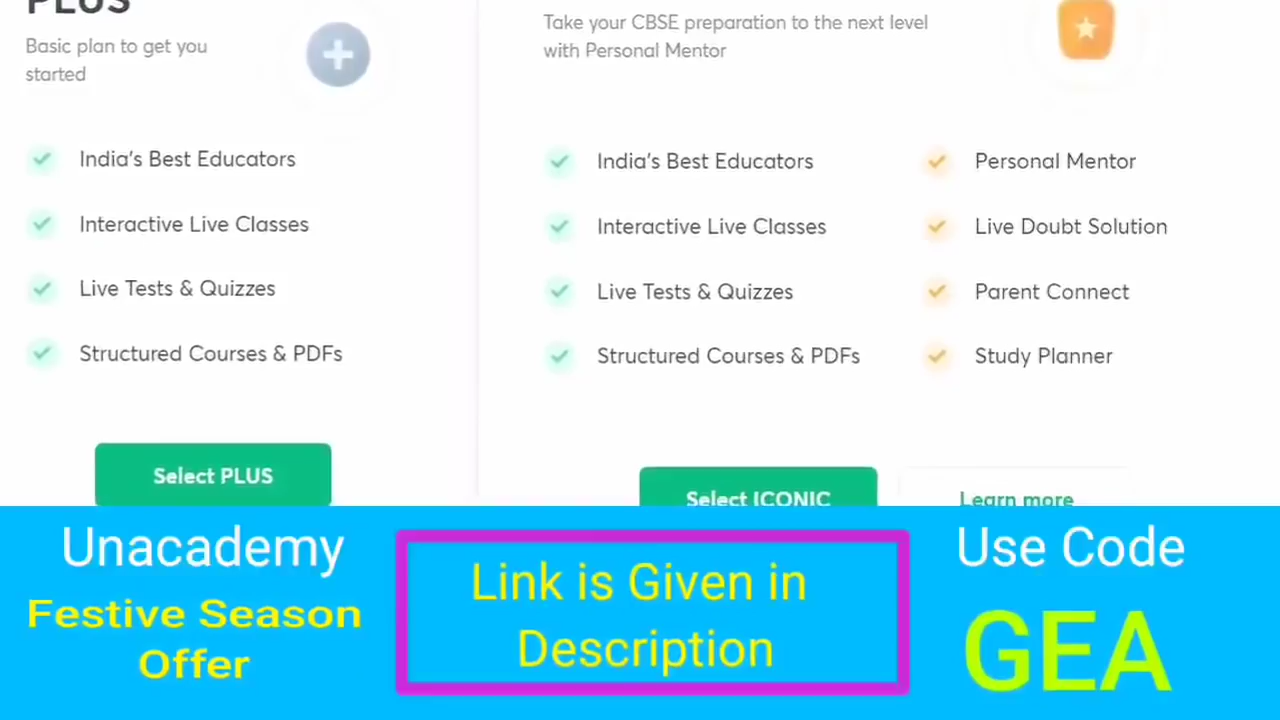 PLUS
Basic plan to get you
started
India's Best Educators
Interactive Live Classes
Live Tests & Quizzes
Structured Courses & PDFs
Select PLUS
Take your CBSE preparation to the next level
with Personal Mentor
India's Best Educators
Interactive Live Classes
Live Tests & Quizzes
Structured Courses & PDFs
Personal Mentor
Live Doubt Solution
Parent Connect
Study Planner
Select ICONIC
Learn more
Unacademy
Festive Season
Offer
Link is Given in
Description
Use Code
GEA